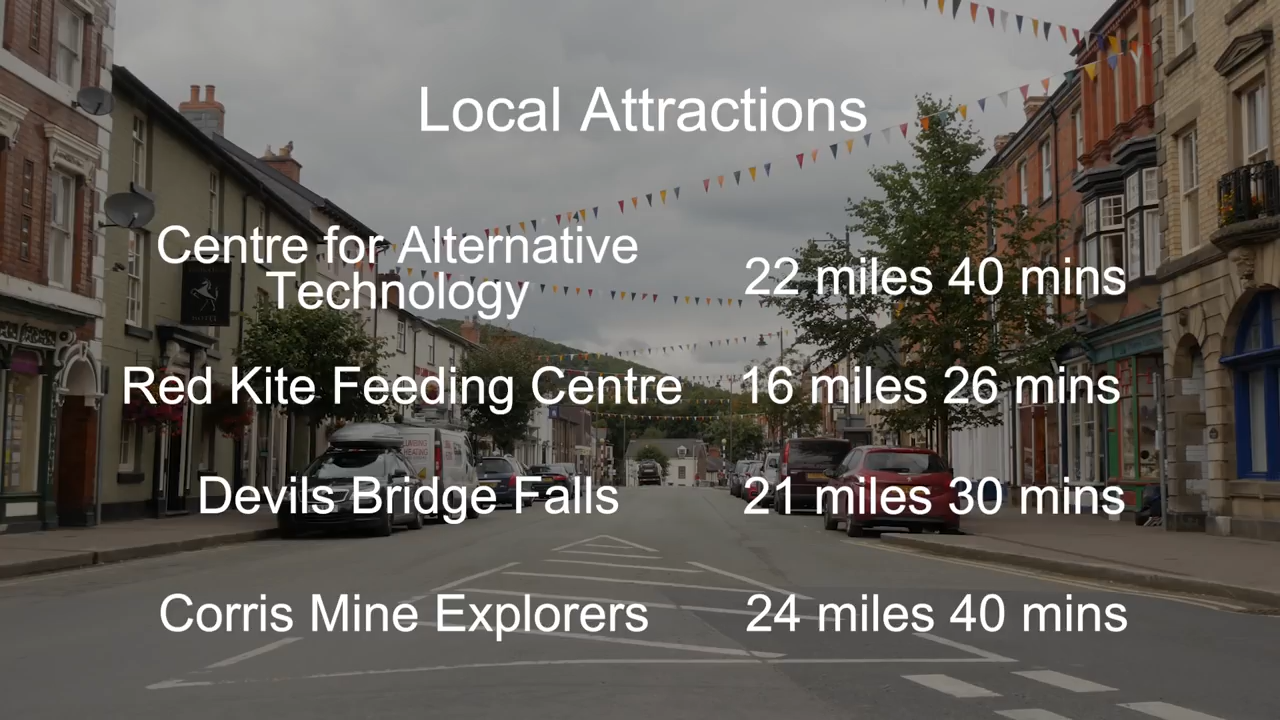 Local Attractions
Centre for Alternative
Technology
22 miles 40 mins
Red Kite Feeding Centre
16 miles 26 mins
Devils Bridge Falls
21 miles 30 mins
Corris Mine Explorers
24 miles 40 mins